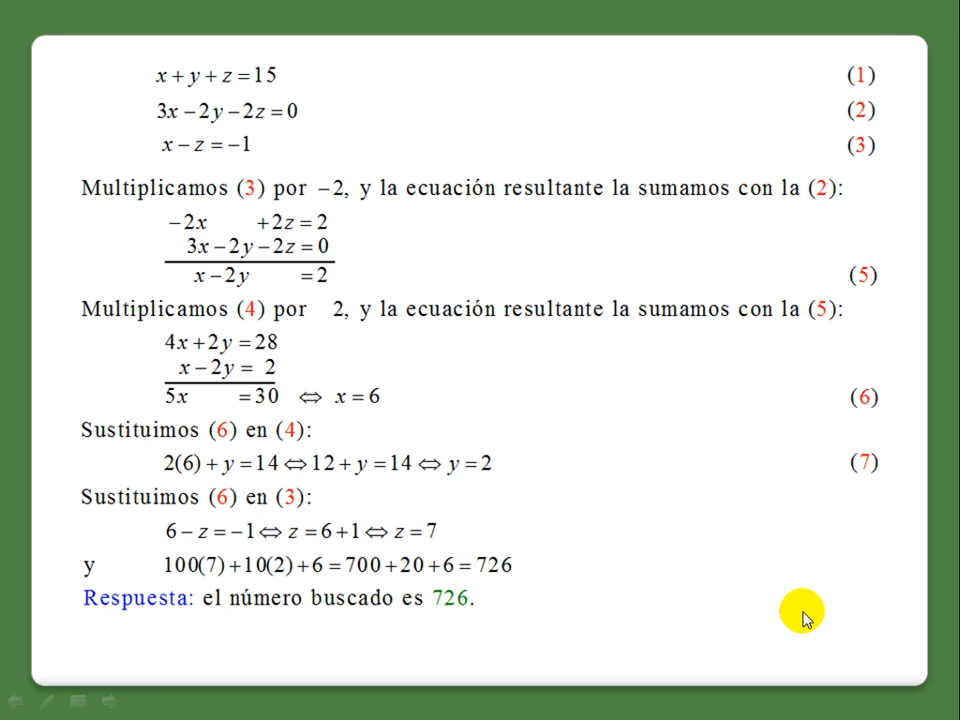 x + y + z = 15 (1)
3x − 2y − 2z = 0 (2)
x − z = −1 (3)
Multiplicamos (3) por −2, y la ecuación resultante la sumamos con la (2):
−2x +2z = 2
3x − 2y − 2z = 0
x − 2y = 2 (5)
Multiplicamos (4) por 2, y la ecuación resultante la sumamos con la (5):
4x + 2y = 28
x − 2y = 2
5x = 30 ⇔ x = 6 (6)
Sustituimos (6) en (4):
2(6) + y = 14 ⇔ 12 + y = 14 ⇔ y = 2 (7)
Sustituimos (6) en (3):
6 − z = −1 ⇔ z = 6 + 1 ⇔ z = 7
y 100(7) + 10(2) + 6 = 700 + 20 + 6 = 726
Respuesta: el número buscado es 726.